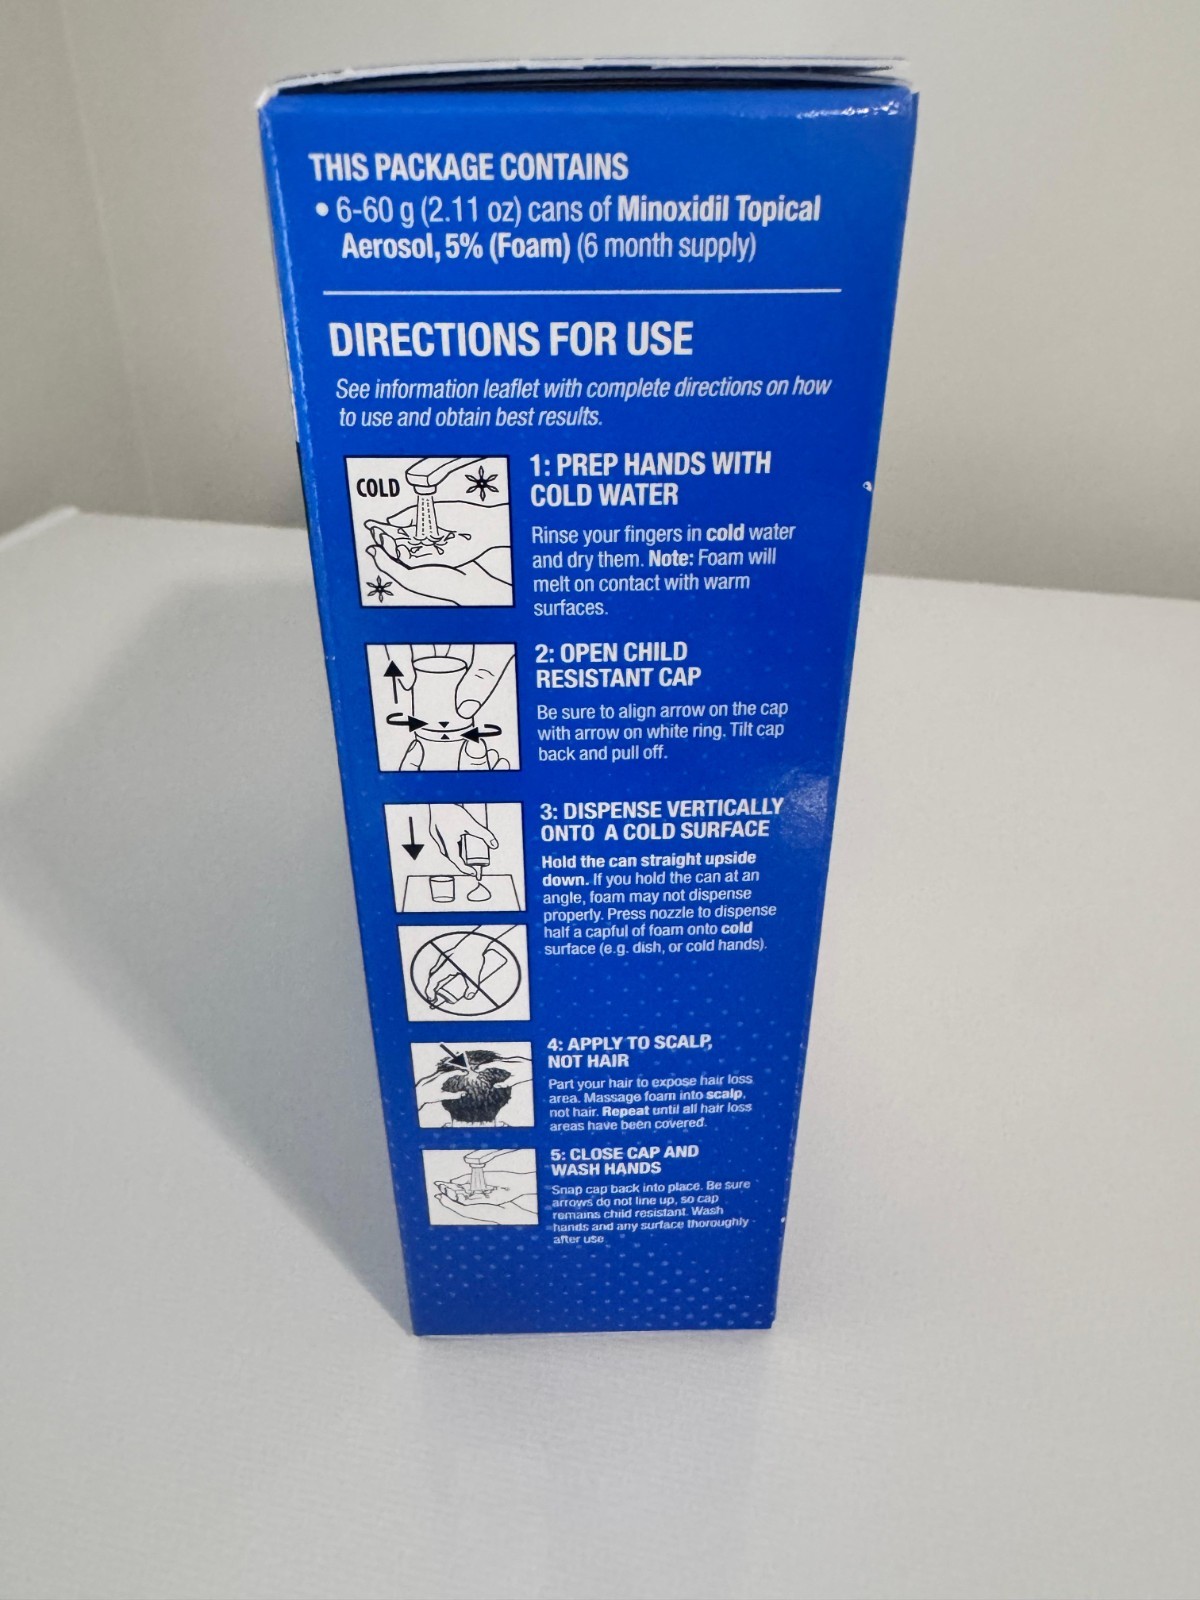 THIS PACKAGE CONTAINS
• 6-60 g (2.11 oz) cans of Minoxidil Topical
Aerosol, 5% (Foam) (6 month supply)
DIRECTIONS FOR USE
See information leaflet with complete directions on how
to use and obtain best results.
COLD
1: PREP HANDS WITH
COLD WATER
Rinse your fingers in cold water
and dry them. Note: Foam will
melt on contact with warm
surfaces.
2: OPEN CHILD
RESISTANT CAP
Be sure to align arrow on the cap
with arrow on white ring. Tilt cap
back and pull off.
3: DISPENSE VERTICALLY
ONTO A COLD SURFACE
Hold the can straight upside
down. If you hold the can at an
angle, foam may not dispense
properly. Press nozzle to dispense
half a capful of foam onto cold
surface (e.g. dish, or cold hands).
4: APPLY TO SCALP,
NOT HAIR
Part your hair to expose hair loss
area. Massage foam into scalp,
not hair. Repeat until all hair loss
areas have been covered.
5: CLOSE CAP AND
WASH HANDS
Snap cap back into place. Be sure
arrows do not line up, so cap
remains child resistant. Wash
hands and any surface thoroughly
after use.